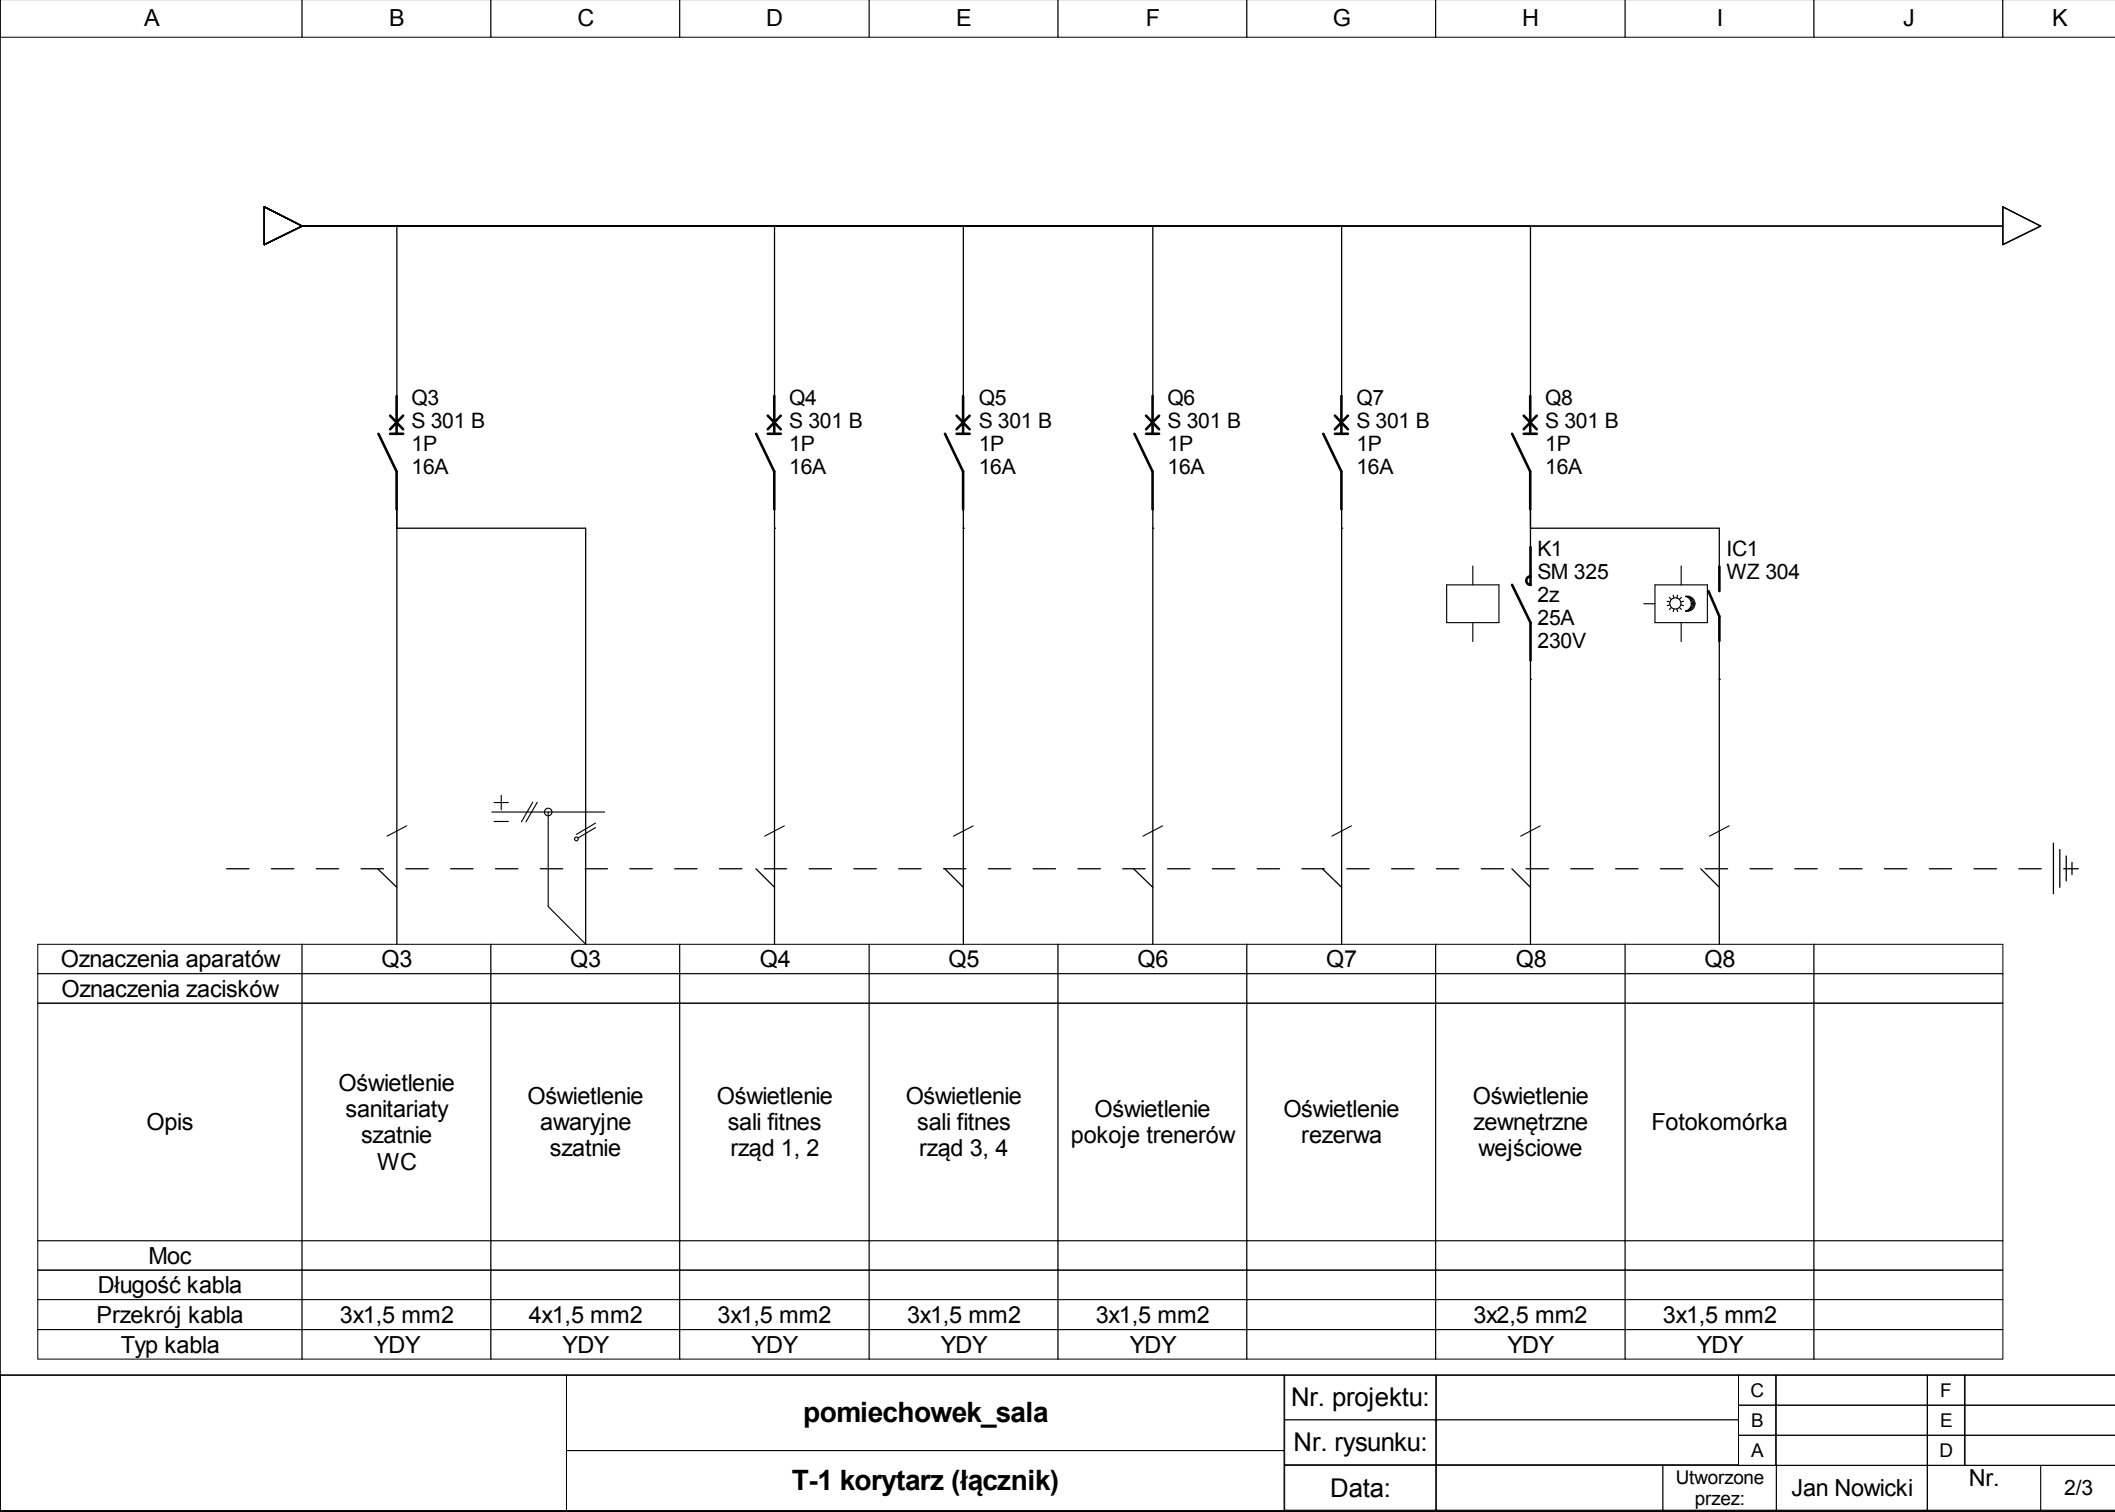 A B C D E F G H I J K
Q3
S 301 B
1P
16A
Q4
S 301 B
1P
16A
Q5
S 301 B
1P
16A
Q6
S 301 B
1P
16A
Q7
S 301 B
1P
16A
Q8
S 301 B
1P
16A
K1
SM 325
2z
25A
230V
IC1
WZ 304
Oznaczenia aparatów Q3 Q3 Q4 Q5 Q6 Q7 Q8 Q8
Oznaczenia zacisków
Opis
Oświetlenie
sanitariaty
szatnie
WC
Oświetlenie
awaryjne
szatnie
Oświetlenie
sali fitnes
rząd 1, 2
Oświetlenie
sali fitnes
rząd 3, 4
Oświetlenie
pokoje trenerów
Oświetlenie
rezerwa
Oświetlenie
zewnętrzne
wejściowe
Fotokomórka
Moc
Długość kabla
Przekrój kabla 3x1,5 mm2 4x1,5 mm2 3x1,5 mm2 3x1,5 mm2 3x1,5 mm2 3x2,5 mm2 3x1,5 mm2
Typ kabla YDY YDY YDY YDY YDY YDY YDY
pomiechowek_sala
T-1 korytarz (łącznik)
Nr. projektu:
Nr. rysunku:
Data:
C F
B E
A D
Utworzone
przez:
Jan Nowicki
Nr.
2/3